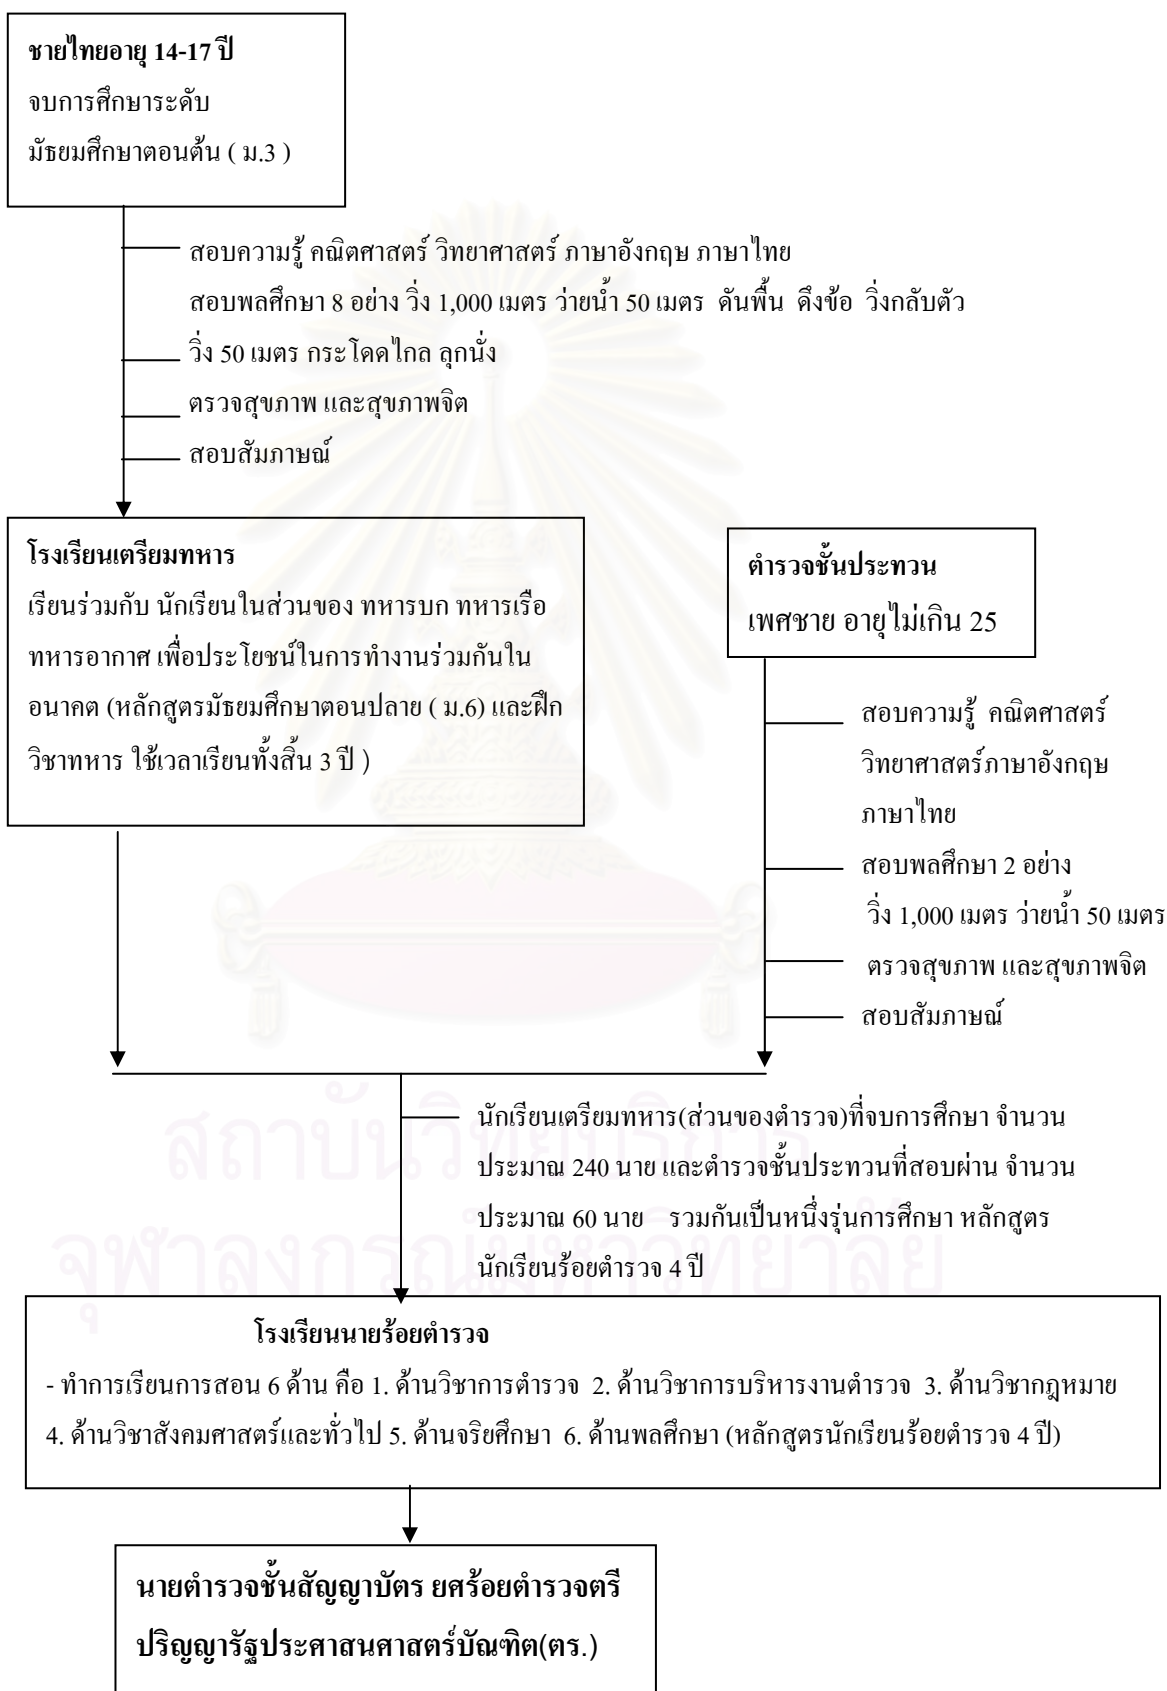 ชายไทยอายุ 14-17 ปี
จบการศึกษาระดับ
มัธยมศึกษาตอนต้น ( ม.3 )
สอบความรู้ คณิตศาสตร์ วิทยาศาสตร์ ภาษาอังกฤษ ภาษาไทย
สอบพลศึกษา 8 อย่าง วิ่ง 1,000 เมตร ว่ายน้ำ 50 เมตร ดันพื้น ดึงข้อ วิ่งกลับตัว
วิ่ง 50 เมตร กระโดดไกล ลุกนั่ง
ตรวจสุขภาพ และสุขภาพจิต
สอบสัมภาษณ์
โรงเรียนเตรียมทหาร
เรียนร่วมกับ นักเรียนในส่วนของ ทหารบก ทหารเรือ
ทหารอากาศ เพื่อประโยชน์ในการทำงานร่วมกันใน
อนาคต (หลักสูตรมัธยมศึกษาตอนปลาย ( ม.6) และฝึก
วิชาทหาร ใช้เวลาเรียนทั้งสิ้น 3 ปี )
ตำรวจชั้นประทวน
เพศชาย อายุไม่เกิน 25
สอบความรู้ คณิตศาสตร์
วิทยาศาสตร์ภาษาอังกฤษ
ภาษาไทย
สอบพลศึกษา 2 อย่าง
วิ่ง 1,000 เมตร ว่ายน้ำ 50 เมตร
ตรวจสุขภาพ และสุขภาพจิต
สอบสัมภาษณ์
นักเรียนเตรียมทหาร(ส่วนของตำรวจ)ที่จบการศึกษา จำนวน
ประมาณ 240 นาย และตำรวจชั้นประทวนที่สอบผ่าน จำนวน
ประมาณ 60 นาย รวมกันเป็นหนึ่งรุ่นการศึกษา หลักสูตร
นักเรียนร้อยตำรวจ 4 ปี
สถาบันวิทยบริการ
จุฬาลงกรณ์มหาวิทยาลัย
โรงเรียนนายร้อยตำรวจ
- ทำการเรียนการสอน 6 ด้าน คือ 1. ด้านวิชาการตำรวจ 2. ด้านวิชาการบริหารงานตำรวจ 3. ด้านวิชากฎหมาย
4. ด้านวิชาสังคมศาสตร์และทั่วไป 5. ด้านจริยศึกษา 6. ด้านพลศึกษา (หลักสูตรนักเรียนร้อยตำรวจ 4 ปี)
นายตำรวจชั้นสัญญาบัตร ยศร้อยตำรวจตรี
ปริญญารัฐประศาสนศาสตร์บัณฑิต(ตร.)